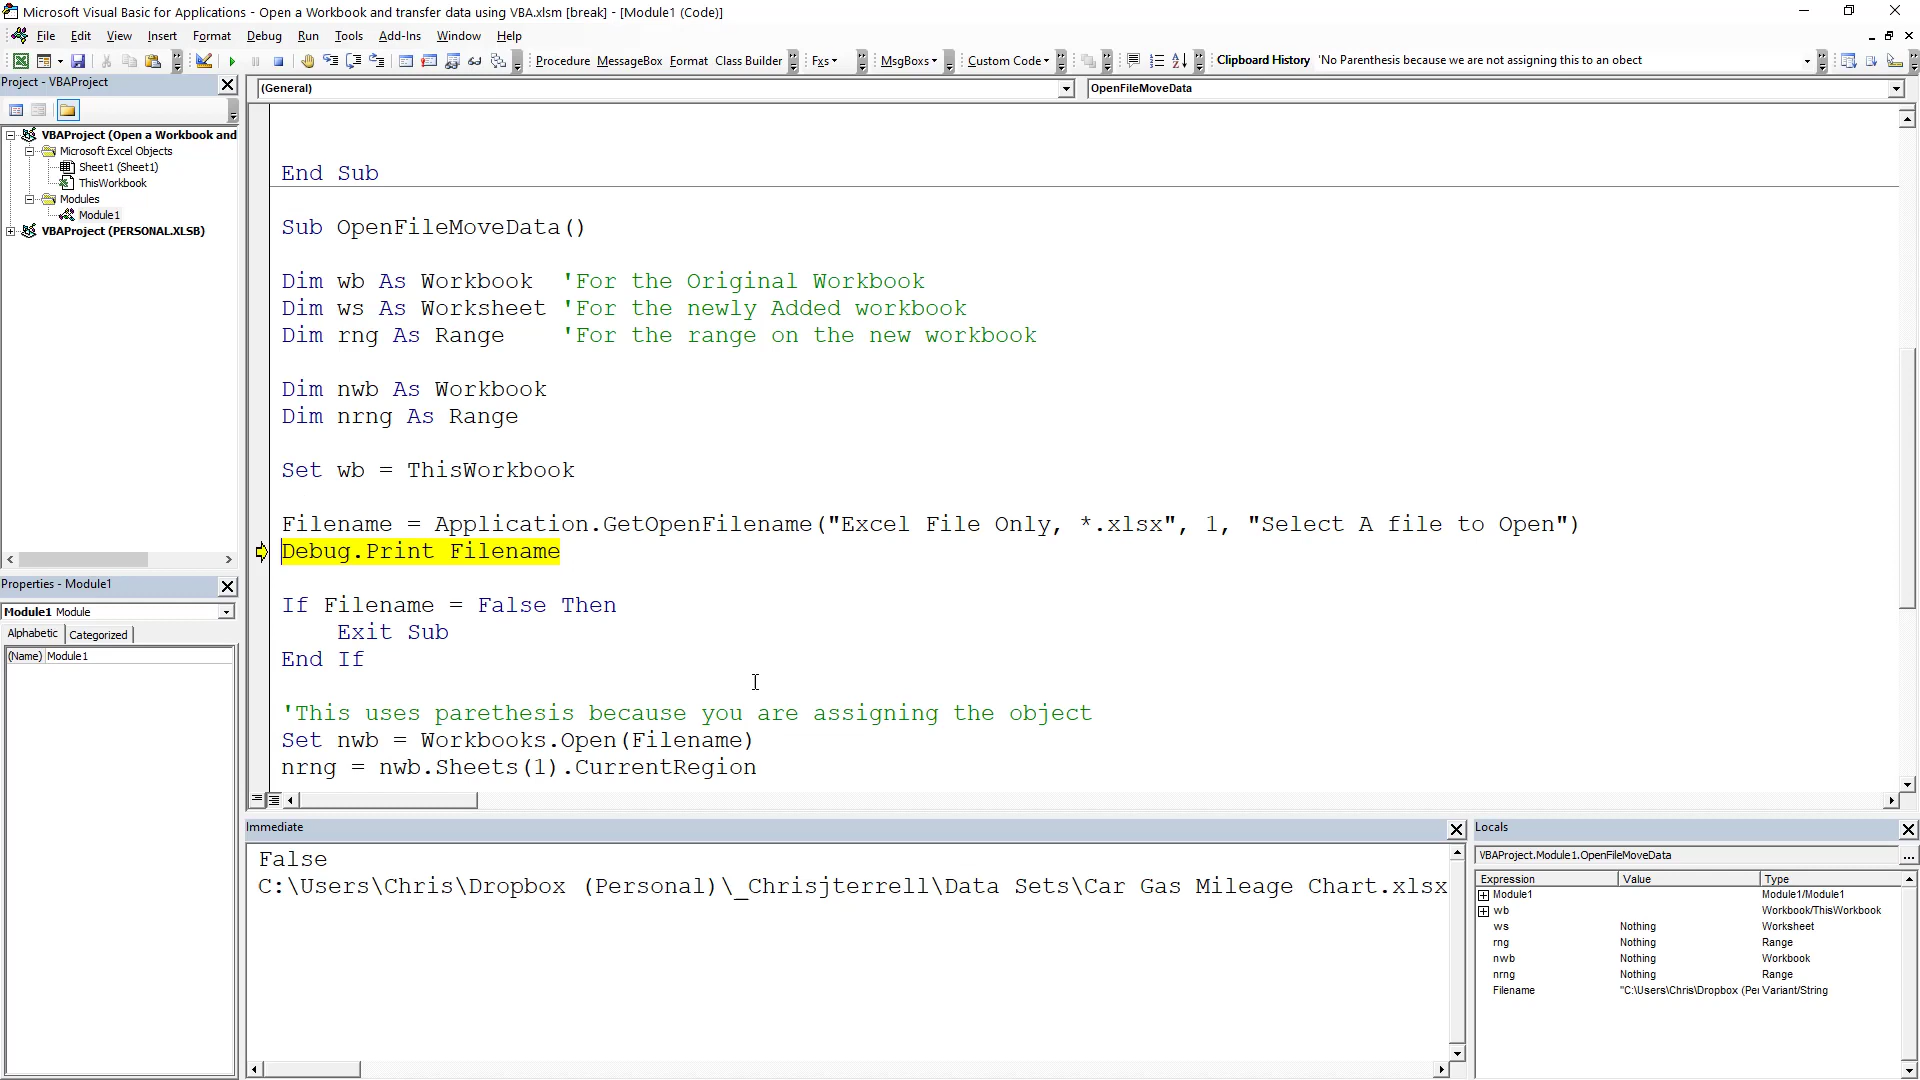 Microsoft Visual Basic for Applications - Open a Workbook and transfer data using VBA.xlsm [break] - [Module1 (Code)]
File Edit View Insert Format Debug Run Tools Add-Ins Window Help
Procedure MessageBox Format Class Builder Fx MsgBoxs Custom Code Clipboard History 'No Parenthesis because we are not assigning this to an obect
Project - VBAProject
(General) OpenFileMoveData
VBAProject (Open a Workbook and
Microsoft Excel Objects
Sheet1 (Sheet1)
ThisWorkbook
Modules
Module1
VBAProject (PERSONAL.XLSB)
Properties - Module1
Module1 Module
Alphabetic Categorized
(Name) Module1
End Sub
Sub OpenFileMoveData()
Dim wb As Workbook 'For the Original Workbook
Dim ws As Worksheet 'For the newly Added workbook
Dim rng As Range 'For the range on the new workbook
Dim nwb As Workbook
Dim nrng As Range
Set wb = ThisWorkbook
Filename = Application.GetOpenFilename("Excel File Only, *.xlsx", 1, "Select A file to Open")
Debug.Print Filename
If Filename = False Then
Exit Sub
End If
'This uses parethesis because you are assigning the object
Set nwb = Workbooks.Open(Filename)
nrng = nwb.Sheets(1).CurrentRegion
Immediate
False
C:\Users\Chris\Dropbox (Personal)\_Chrisjterrell\Data Sets\Car Gas Mileage Chart.xlsx
Locals
VBAProject.Module1.OpenFileMoveData ...
Expression Value Type
Module1 Module1/Module1
wb Workbook/ThisWorkbook
ws Nothing Worksheet
rng Nothing Range
nwb Nothing Workbook
nrng Nothing Range
Filename "C:\Users\Chris\Dropbox (Per Variant/String